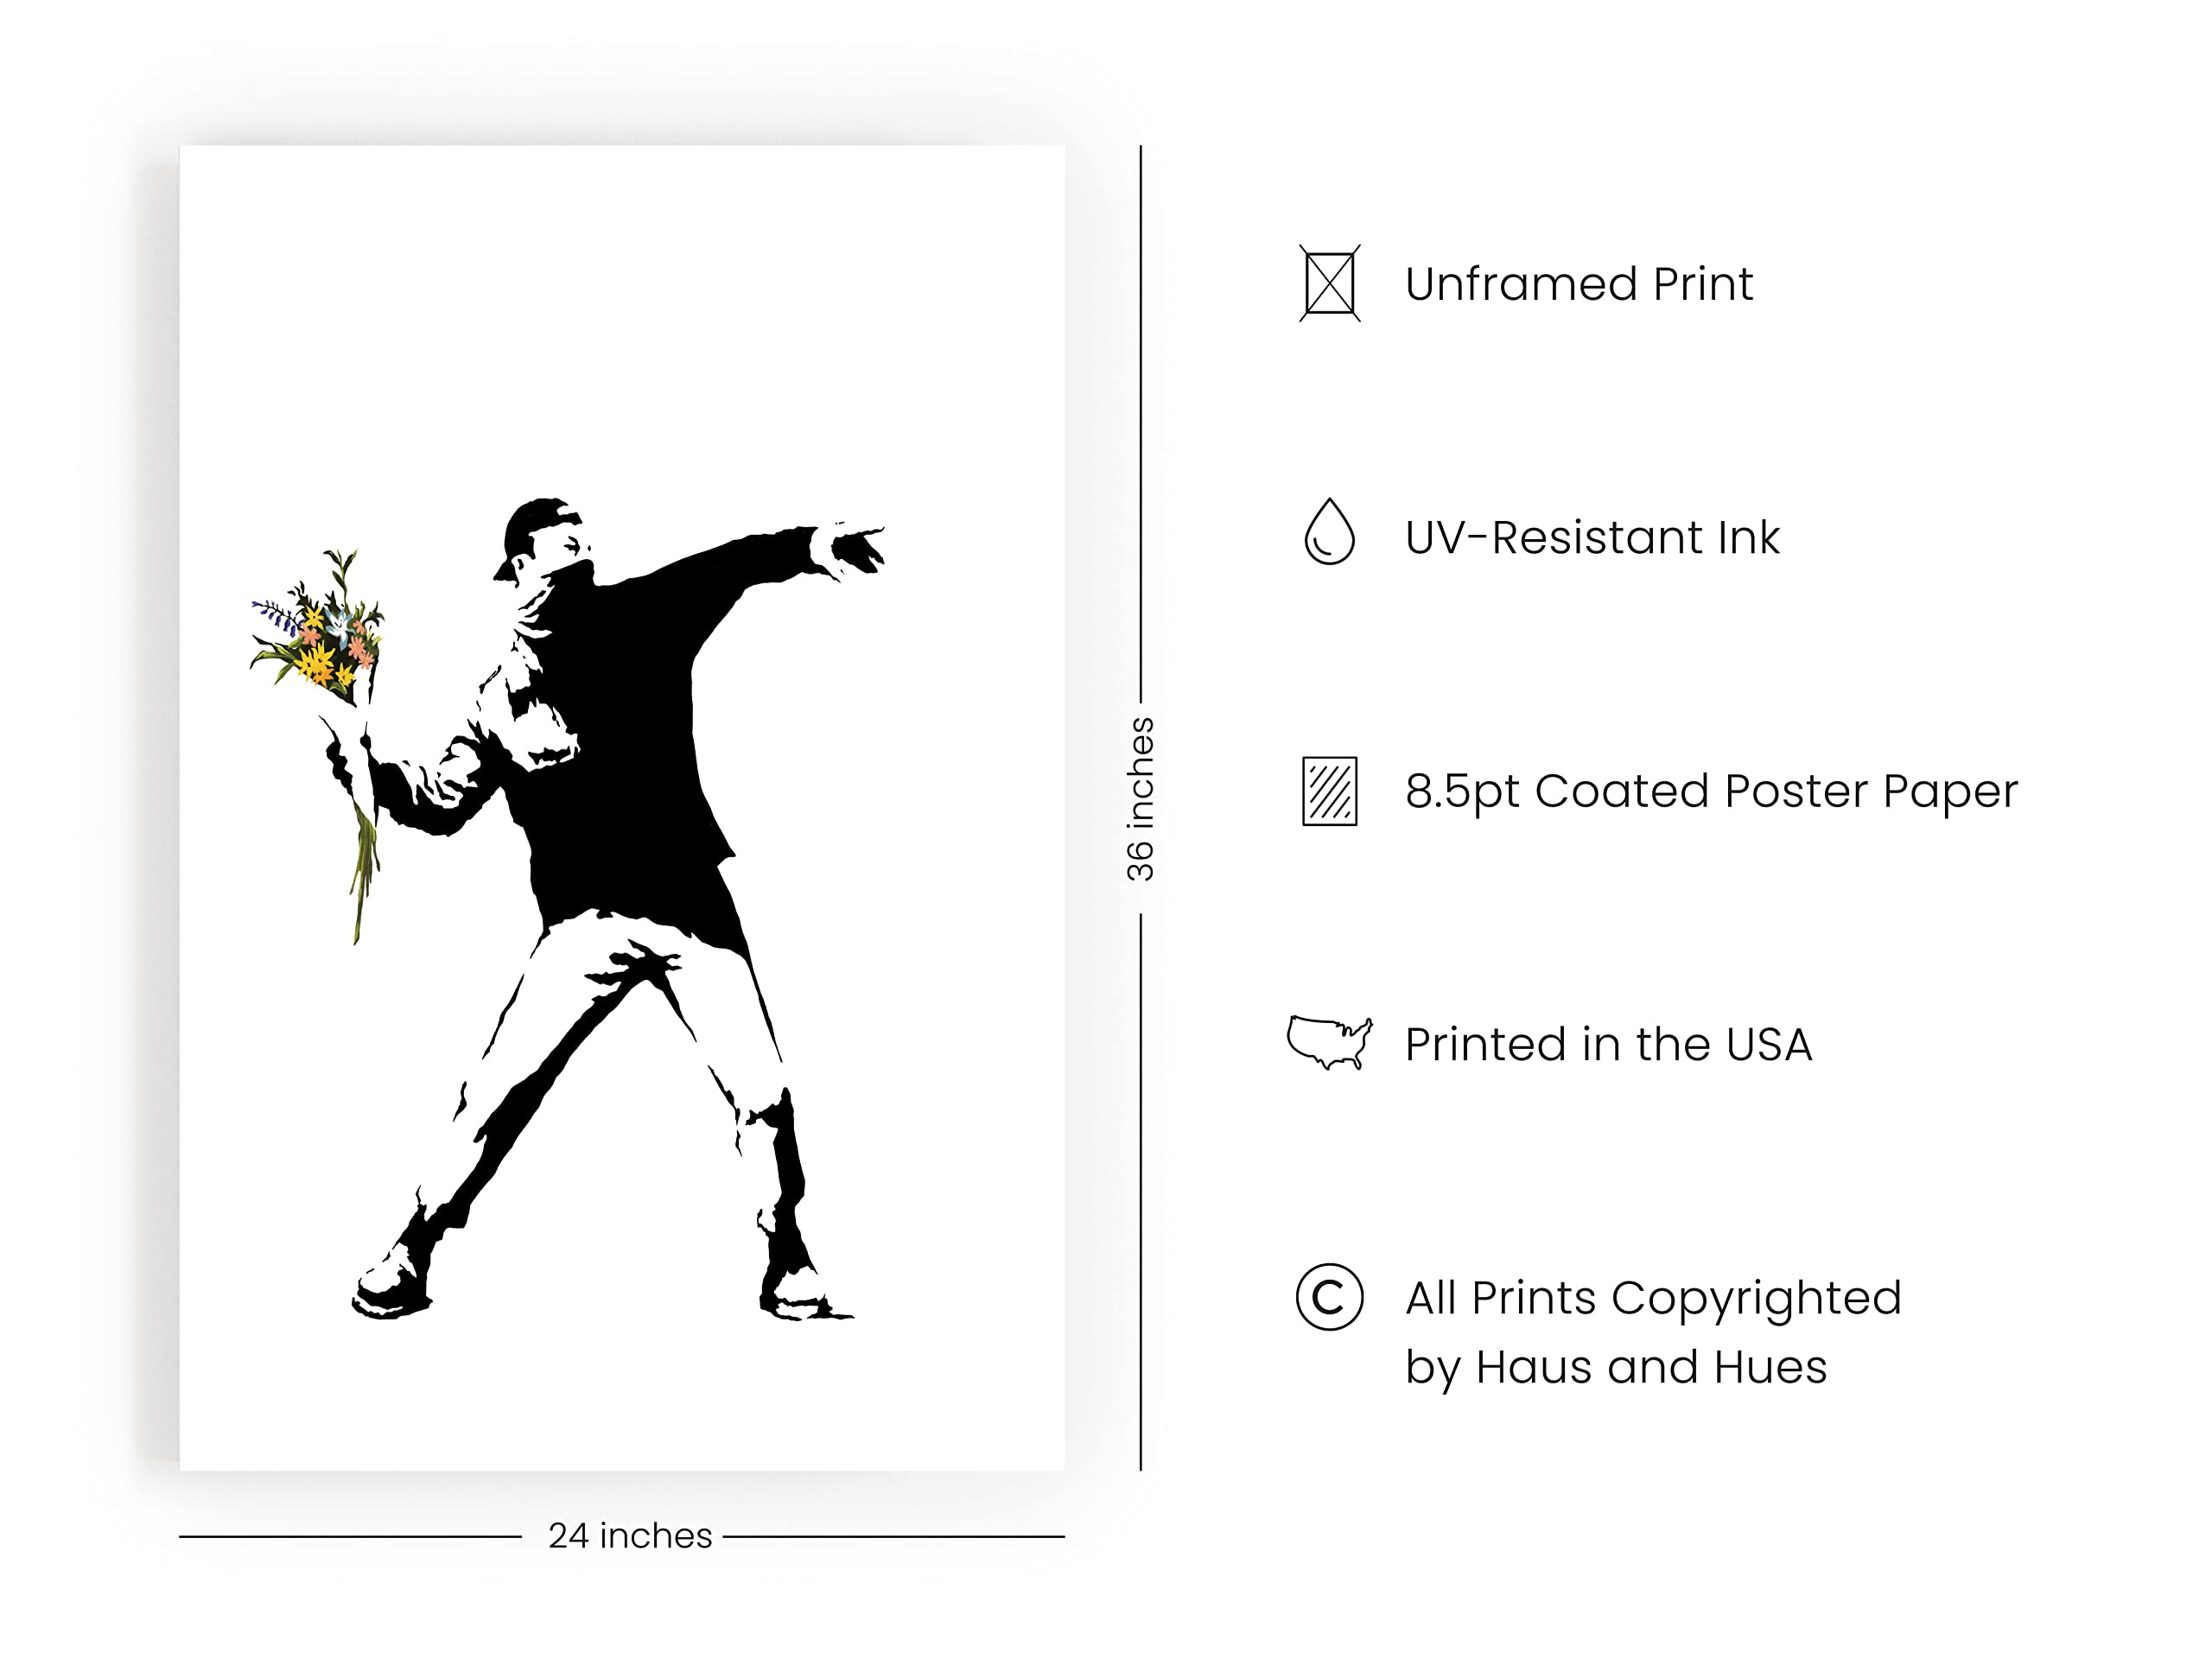 Unframed Print
UV-Resistant Ink
36 inches
8.5pt Coated Poster Paper
Printed in the USA
C
All Prints Copyrighted
by Haus and Hues
24 inches